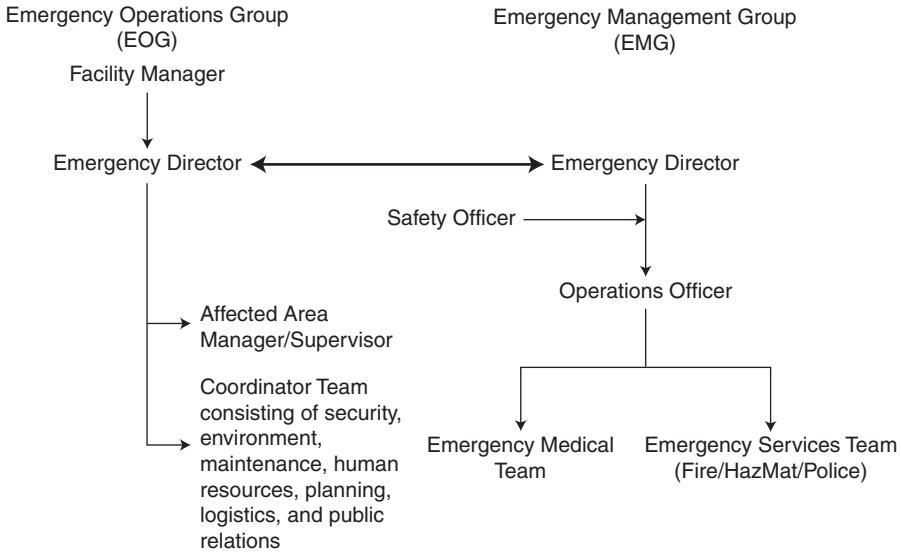 Emergency Operations Group
(EOG)
Emergency Management Group
(EMG)
Facility Manager
Emergency Director
Emergency Director
Safety Officer
Operations Officer
Affected Area
Manager/Supervisor
Coordinator Team
consisting of security,
environment,
maintenance, human
resources, planning,
logistics, and public
relations
Emergency Medical
Team
Emergency Services Team
(Fire/HazMat/Police)